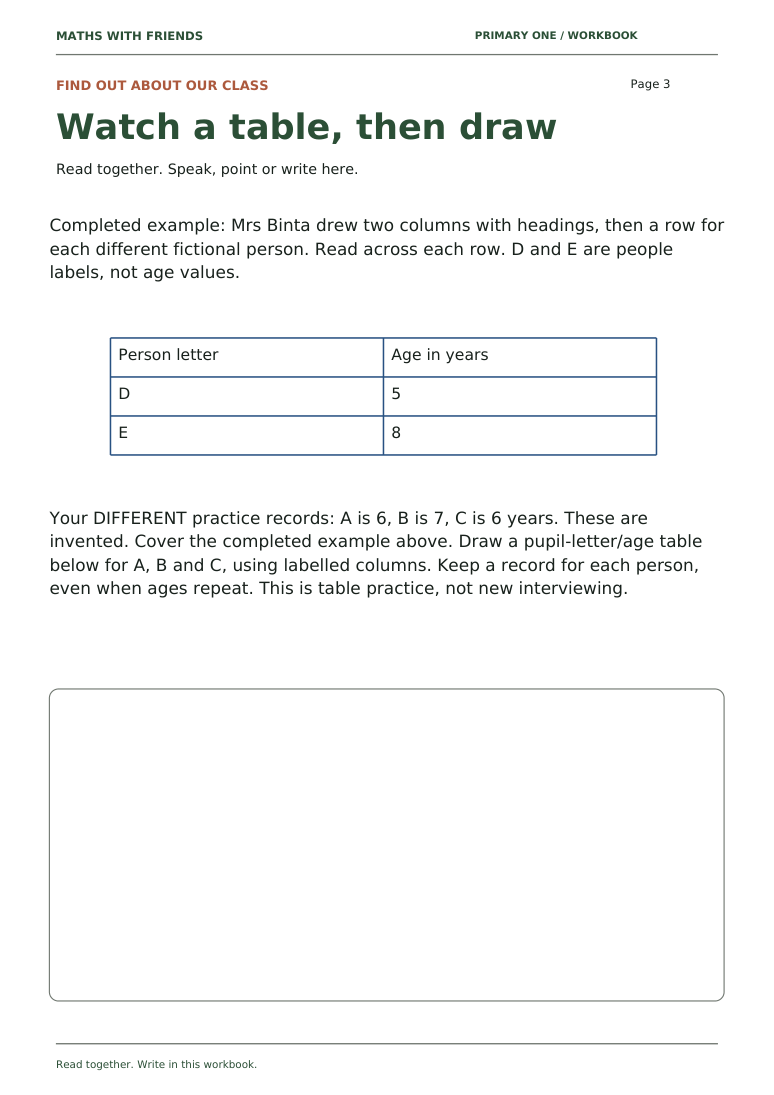 MATHS WITH FRIENDS
PRIMARY ONE / WORKBOOK
FIND OUT ABOUT OUR CLASS
Page 3
Watch a table, then draw
Read together. Speak, point or write here.
Completed example: Mrs Binta drew two columns with headings, then a row for
each different fictional person. Read across each row. D and E are people
labels, not age values.
Person letter
Age in years
D
5
E
8
Your DIFFERENT practice records: A is 6, B is 7, C is 6 years. These are
invented. Cover the completed example above. Draw a pupil-letter/age table
below for A, B and C, using labelled columns. Keep a record for each person,
even when ages repeat. This is table practice, not new interviewing.
Read together. Write in this workbook.